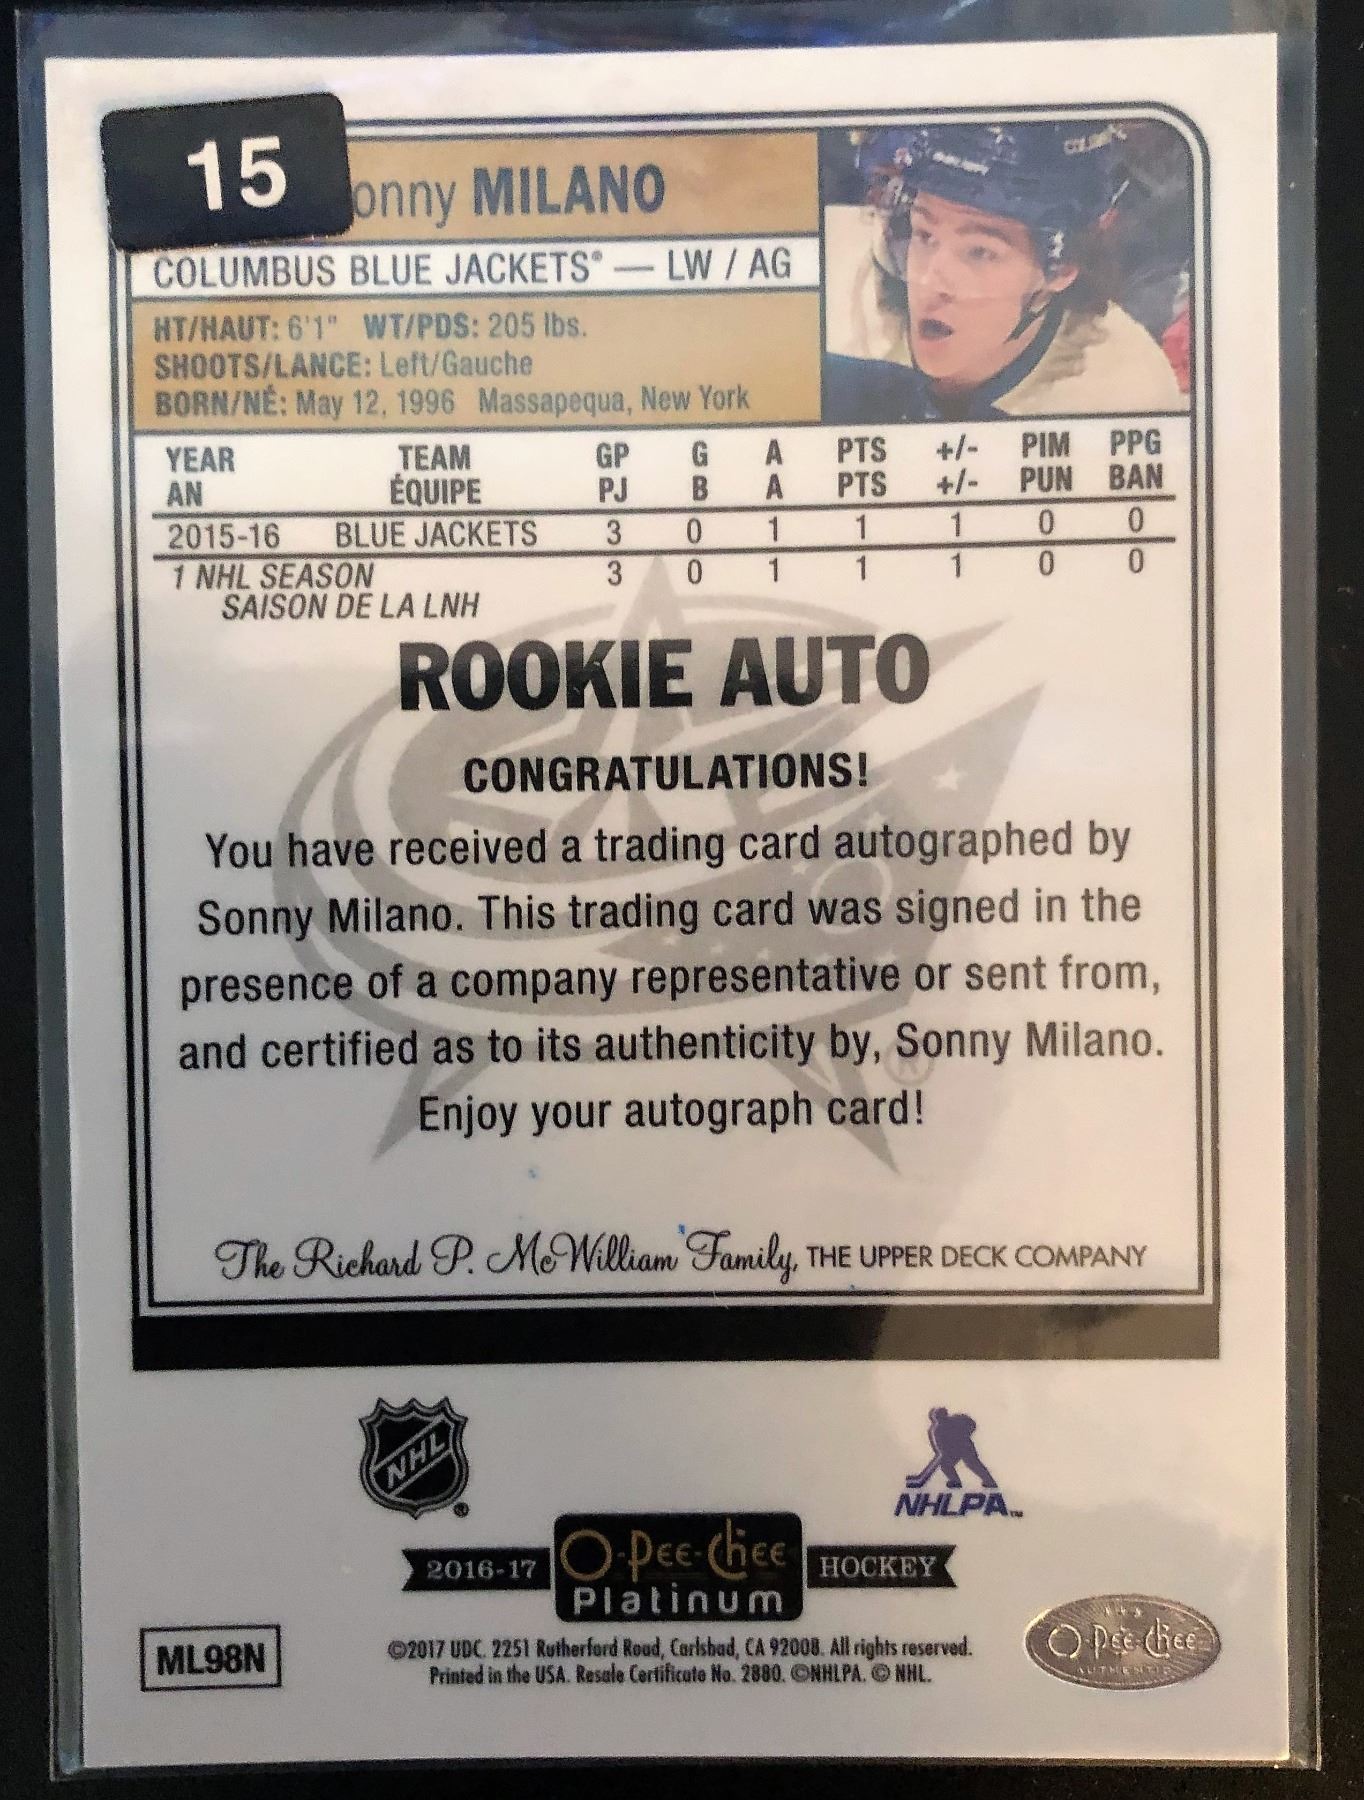 15
onny MILANO
COLUMBUS BLUE JACKETS® — LW / AG
HT/HAUT: 6'1" WT/PDS: 205 lbs.
SHOOTS/LANCE: Left/Gauche
BORN/NÉ: May 12, 1996 Massapequa, New York
YEAR TEAM GP G A PTS +/- PIM PPG
AN ÉQUIPE PJ B A PTS +/- PUN BAN
2015-16 BLUE JACKETS 3 0 1 1 1 0 0
1 NHL SEASON 3 0 1 1 1 0 0
SAISON DE LA LNH
ROOKIE AUTO
CONGRATULATIONS!
You have received a trading card autographed by
Sonny Milano. This trading card was signed in the
presence of a company representative or sent from,
and certified as to its authenticity by, Sonny Milano.
Enjoy your autograph card!
The Richard P. McWilliam Family, THE UPPER DECK COMPANY
NHL ®
NHLPA™
2016-17 O-Pee-Chee HOCKEY
Platinum
ML98N
©2017 UDC. 2251 Rutherford Road, Carlsbad, CA 92008. All rights reserved.
Printed in the USA. Resale Certificate No. 2880. ©NHLPA. © NHL.
O-Pee-Chee
AUTHENTIC